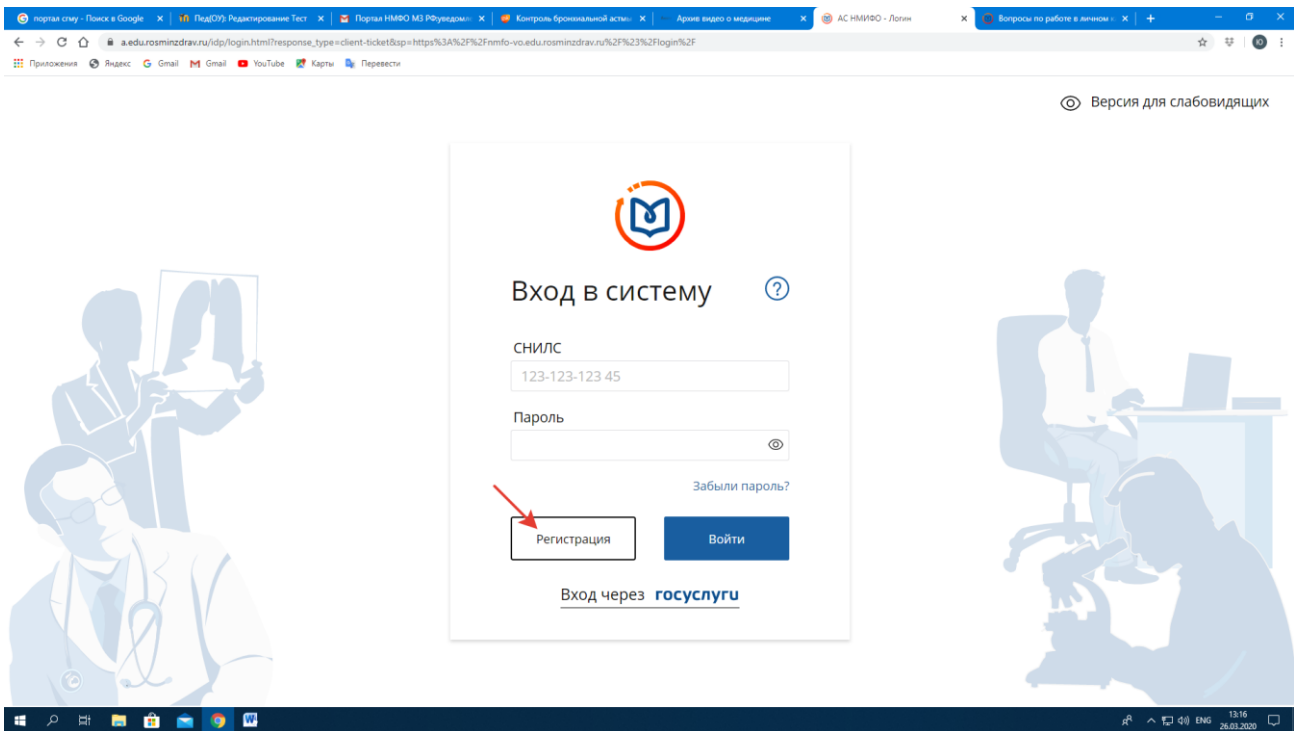 портал сгму - Поиск в Google
Пед(ОУ): Редактирование Тест
Портал НМФО МЗ РФуведомл
Контроль бронхиальной астмы
Архив видео о медицине
АС НМИФО - Логин
Вопросы по работе в личном к
a.edu.rosminzdrav.ru/idp/login.html?response_type=client-ticket&sp=https%3A%2F%2Fnmfo-vo.edu.rosminzdrav.ru%2F%23%2Flogin%2F
Приложения Яндекс Gmail Gmail YouTube Карты Перевести
Версия для слабовидящих
Вход в систему
СНИЛС
123-123-123 45
Пароль
Забыли пароль?
Регистрация Войти
Вход через госуслуги
ENG
13:16
26.03.2020